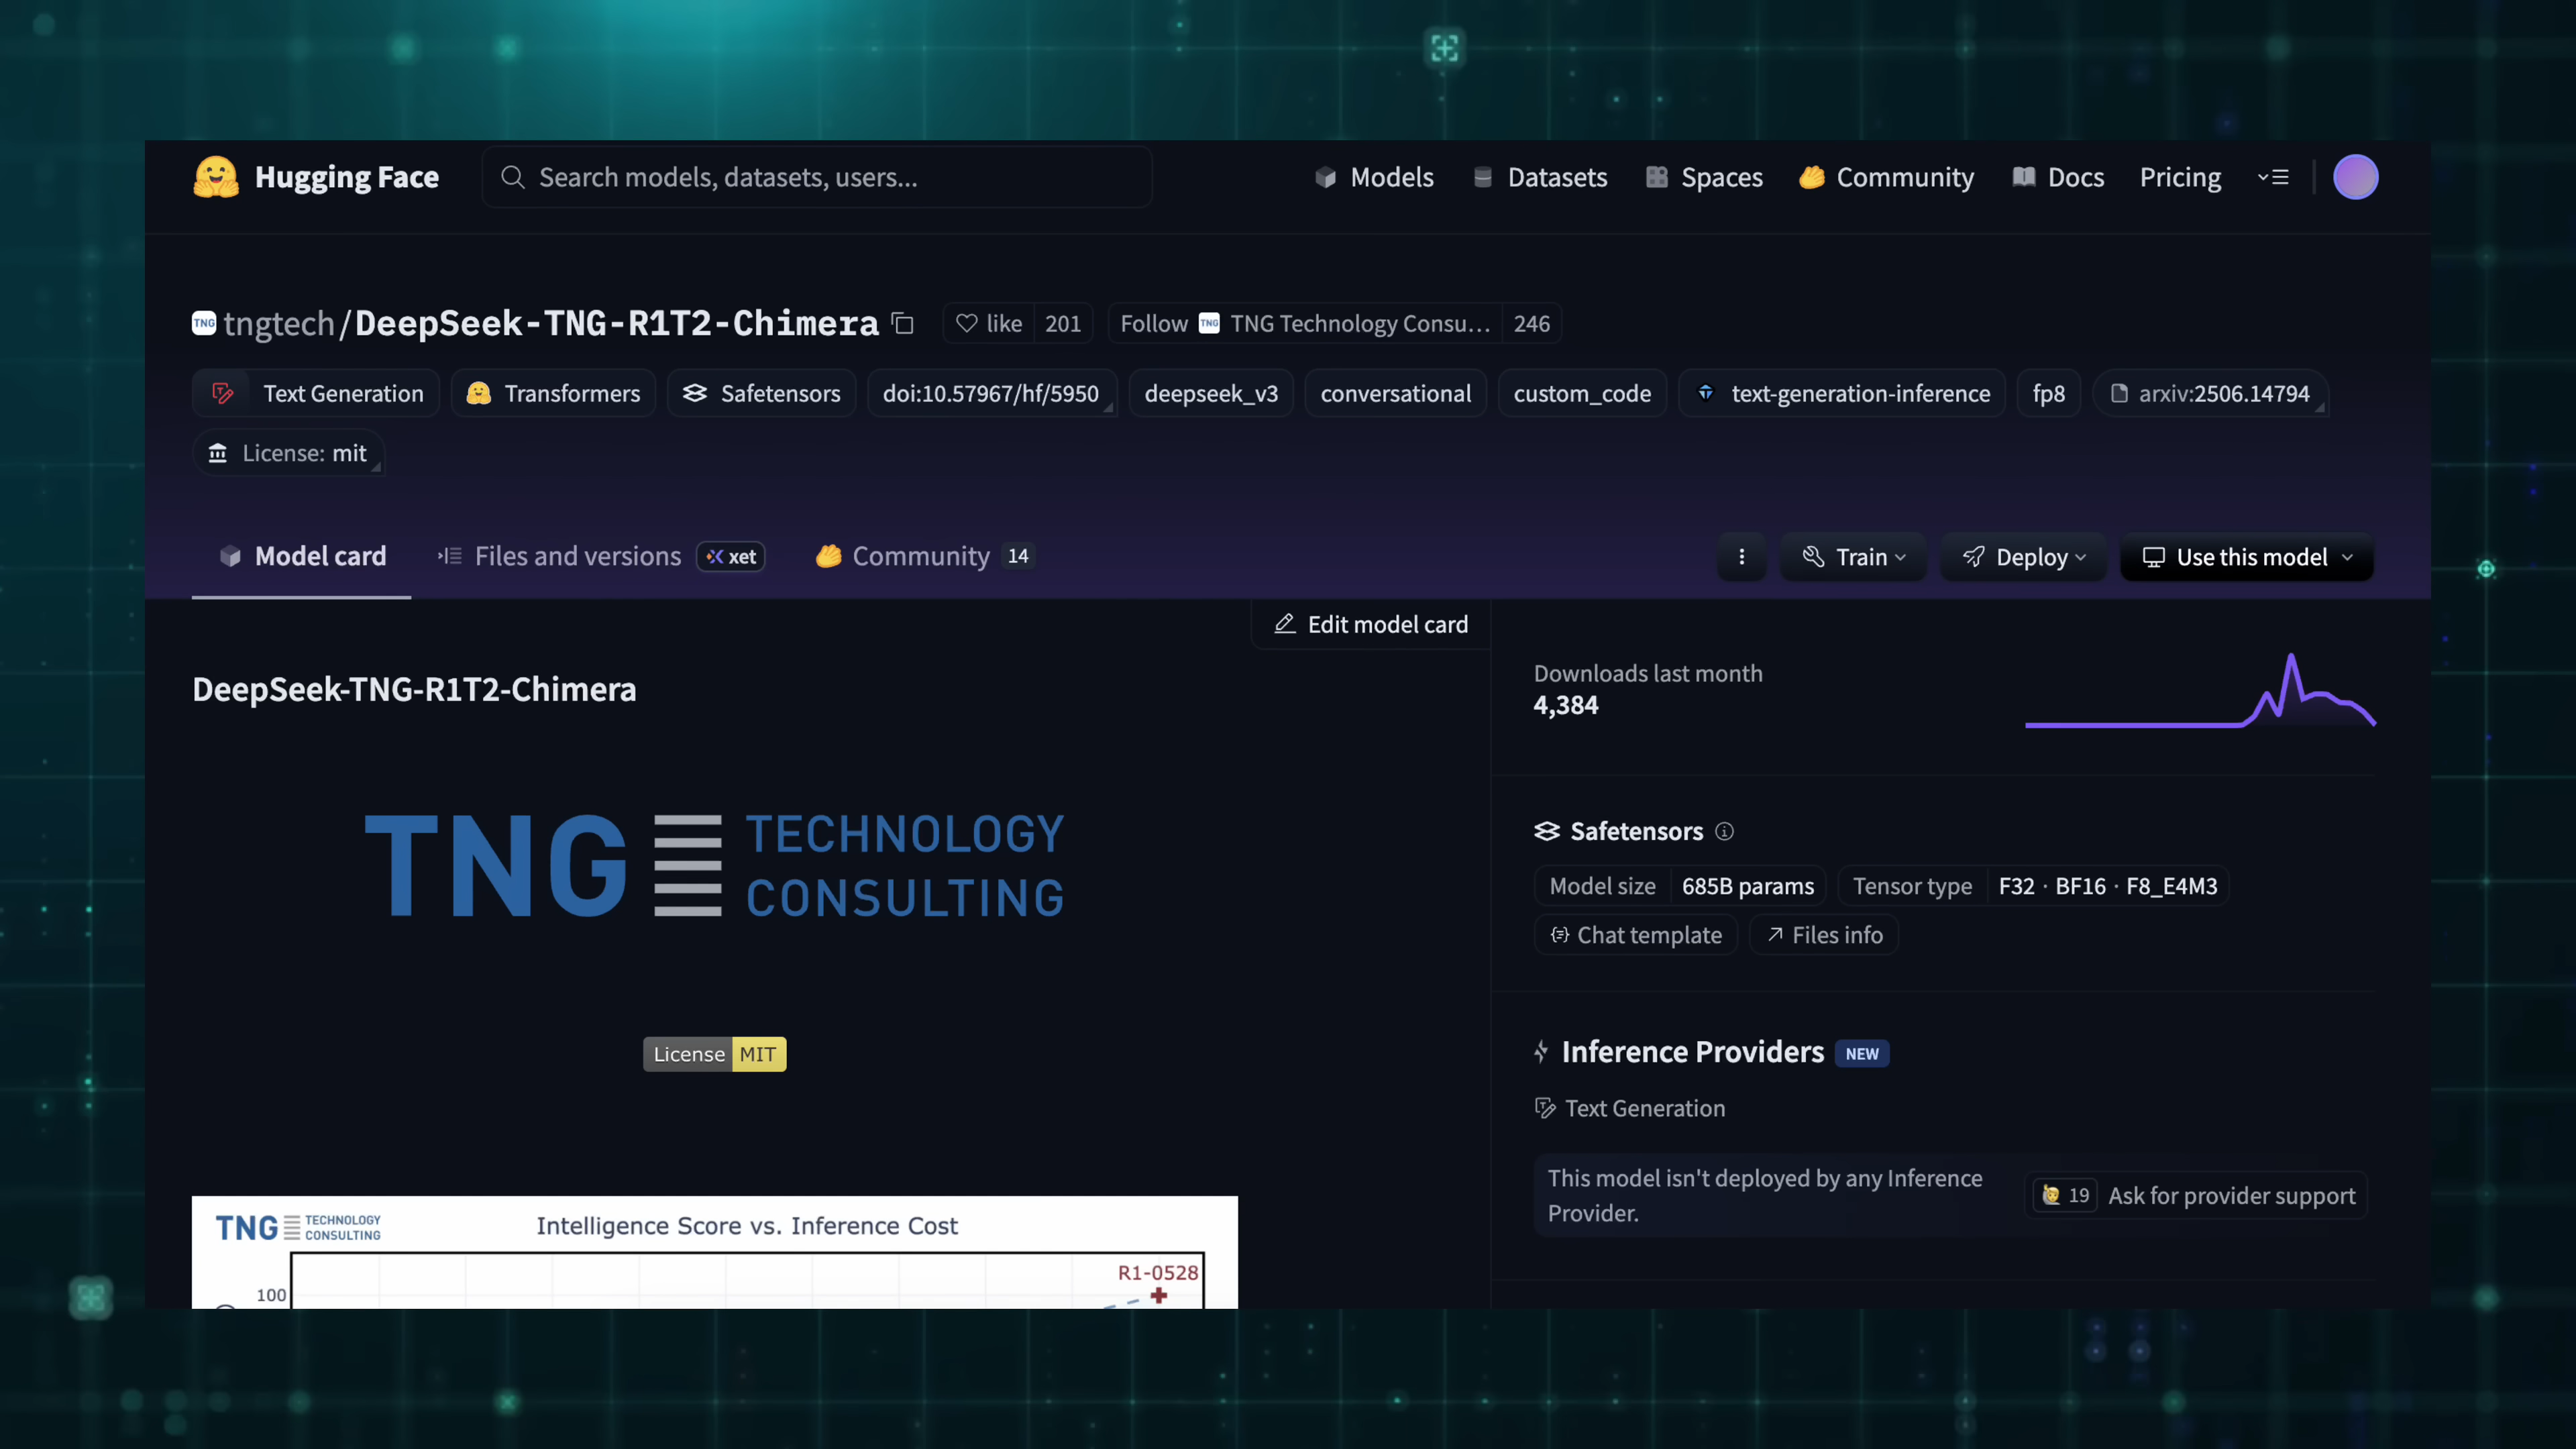 Hugging Face
Search models, datasets, users...
Models Datasets Spaces Community Docs Pricing
TNG tngtech/DeepSeek-TNG-R1T2-Chimera
like 201
Follow TNG TNG Technology Consu... 246
Text Generation Transformers Safetensors doi:10.57967/hf/5950 deepseek_v3 conversational custom_code text-generation-inference fp8 arxiv:2506.14794
License: mit
Model card Files and versions xet Community 14
Train Deploy Use this model
Edit model card
DeepSeek-TNG-R1T2-Chimera
TNG TECHNOLOGY
CONSULTING
License MIT
TNG TECHNOLOGY
CONSULTING
Intelligence Score vs. Inference Cost
R1-0528
100
Downloads last month
4,384
Safetensors
Model size 685B params Tensor type F32 · BF16 · F8_E4M3
Chat template Files info
Inference Providers NEW
Text Generation
This model isn't deployed by any Inference
Provider.
19 Ask for provider support